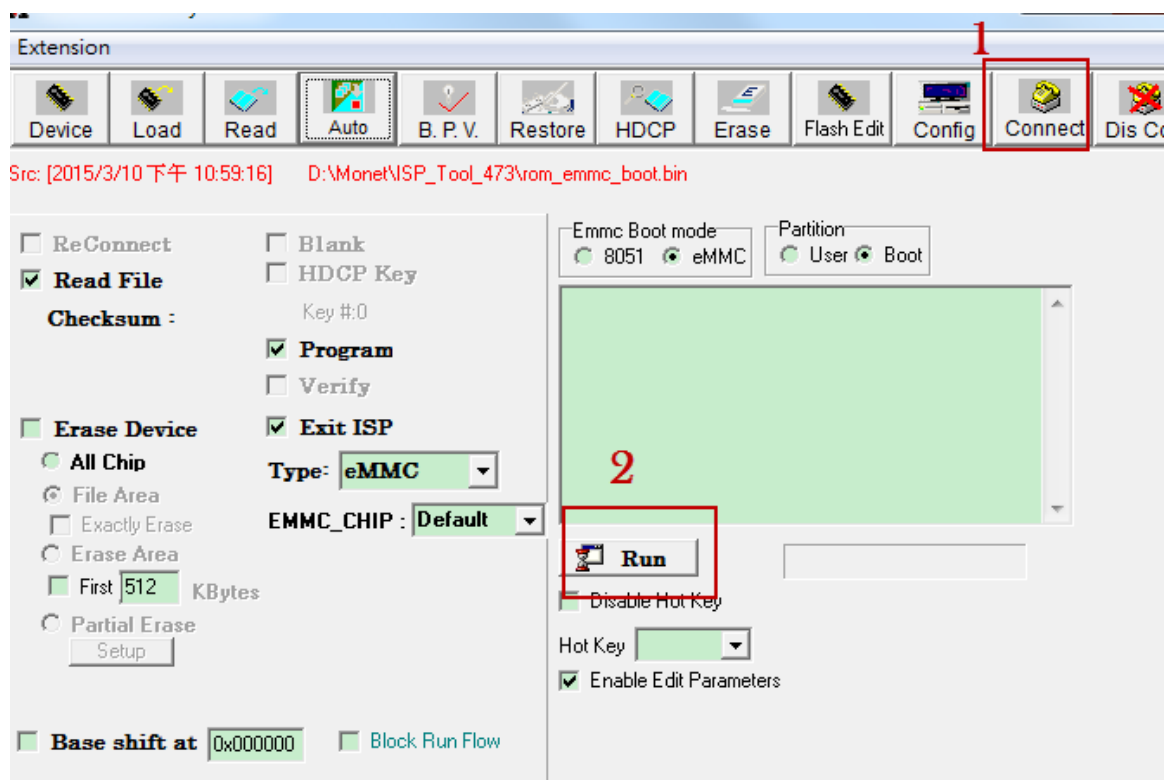 Extension
1
Device Load Read Auto B. P. V. Restore HDCP Erase Flash Edit Config Connect Dis Co
Src: [2015/3/10 下午 10:59:16] D:\Monet\ISP_Tool_473\rom_emmc_boot.bin
ReConnect
Read File
Checksum :
Blank
HDCP Key
Key #:0
Program
Verify
Exit ISP
Type: eMMC
EMMC_CHIP : Default
Erase Device
All Chip
File Area
Exactly Erase
Erase Area
First 512 KBytes
Partial Erase
Setup
Base shift at 0x000000
Block Run Flow
Emmc Boot mode
8051 eMMC
Partition
User Boot
2
Run
Disable Hot Key
Hot Key
Enable Edit Parameters